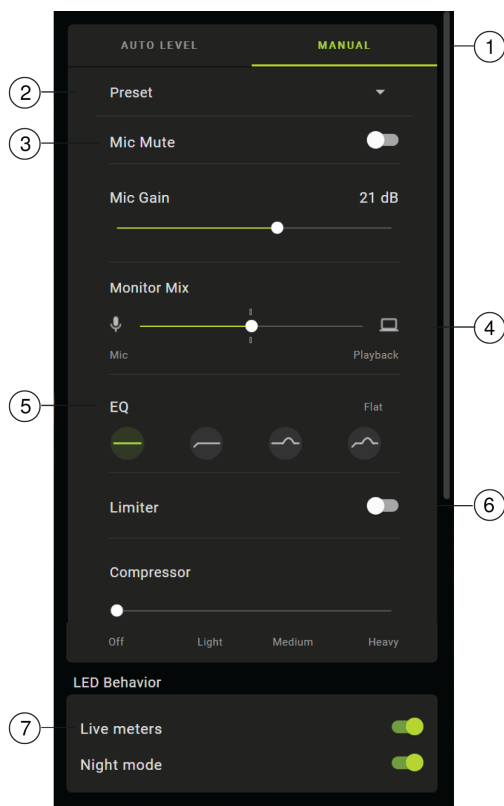 AUTO LEVEL MANUAL 1
2 Preset
3 Mic Mute
Mic Gain 21 dB
Monitor Mix
4
Mic Playback
5 EQ Flat
Limiter 6
Compressor
Off Light Medium Heavy
LED Behavior
7 Live meters
Night mode